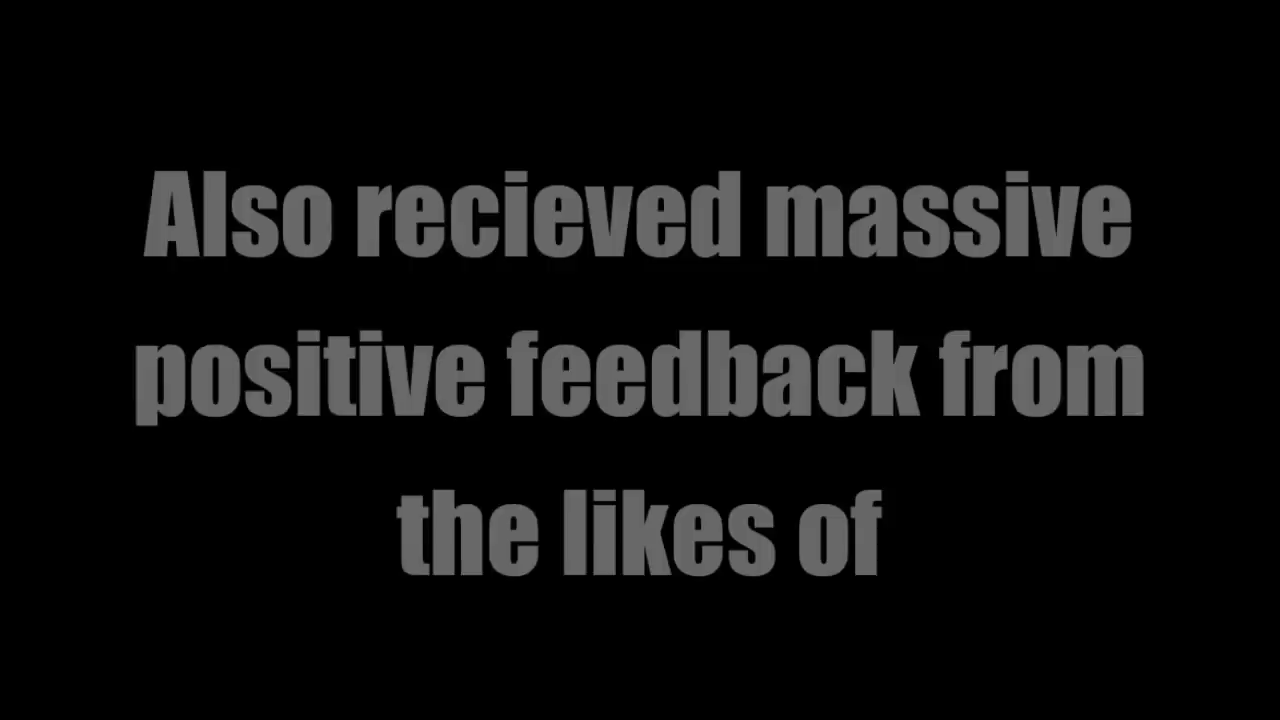 Also recieved massive
positive feedback from
the likes of